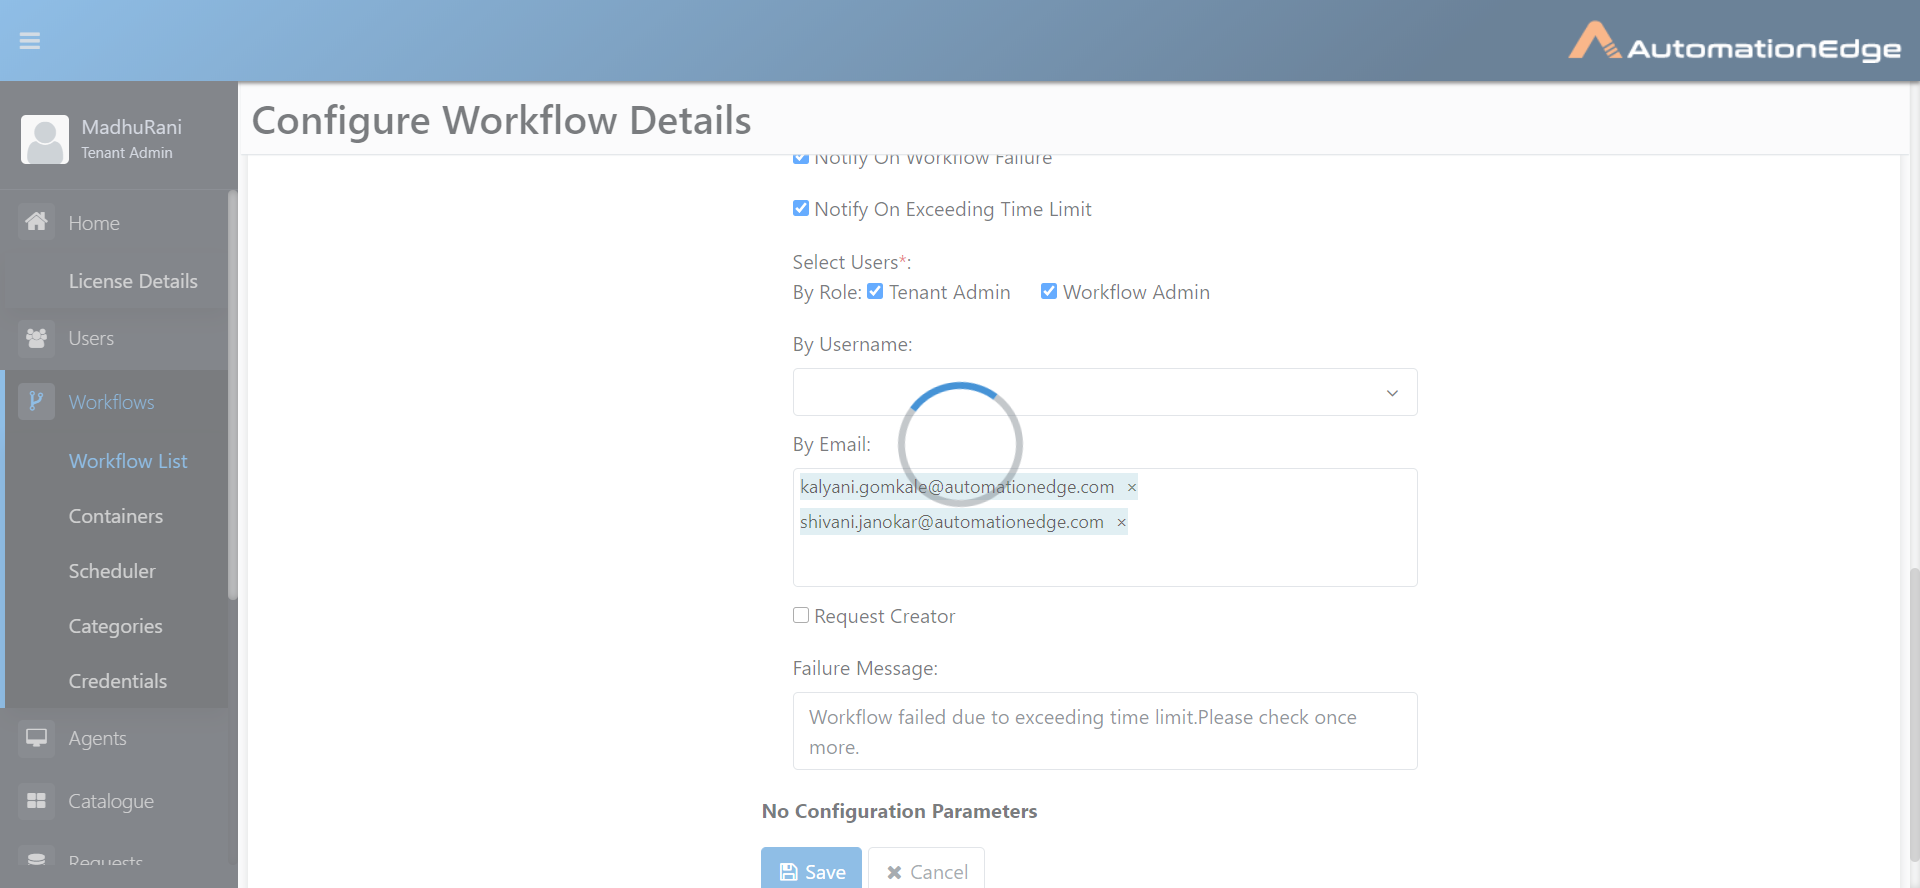 AutomationEdge
MadhuRani
Tenant Admin
Home
License Details
Users
Workflows
Workflow List
Containers
Scheduler
Categories
Credentials
Agents
Catalogue
Requests
Configure Workflow Details
Notify On Workflow Failure
Notify On Exceeding Time Limit
Select Users*:
By Role: Tenant Admin Workflow Admin
By Username:
By Email:
kalyani.gomkale@automationedge.com ×
shivani.janokar@automationedge.com ×
Request Creator
Failure Message:
Workflow failed due to exceeding time limit.Please check once
more.
No Configuration Parameters
Save Cancel